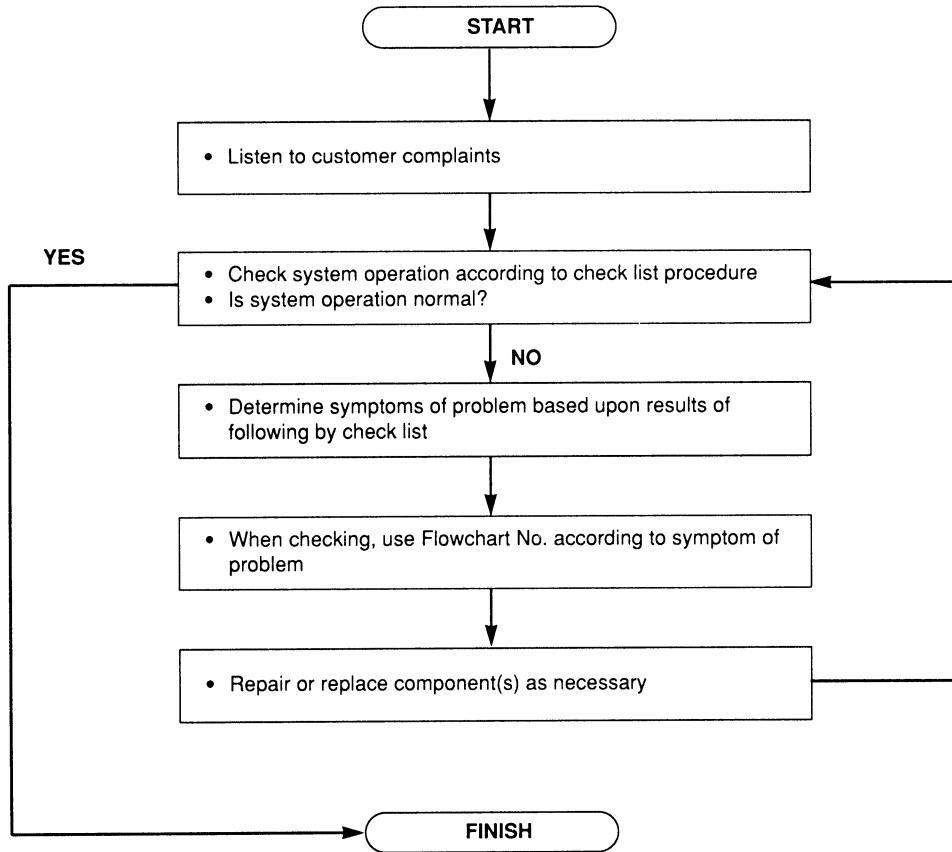 START
• Listen to customer complaints
YES
• Check system operation according to check list procedure
• Is system operation normal?
NO
• Determine symptoms of problem based upon results of
following by check list
• When checking, use Flowchart No. according to symptom of
problem
• Repair or replace component(s) as necessary
FINISH